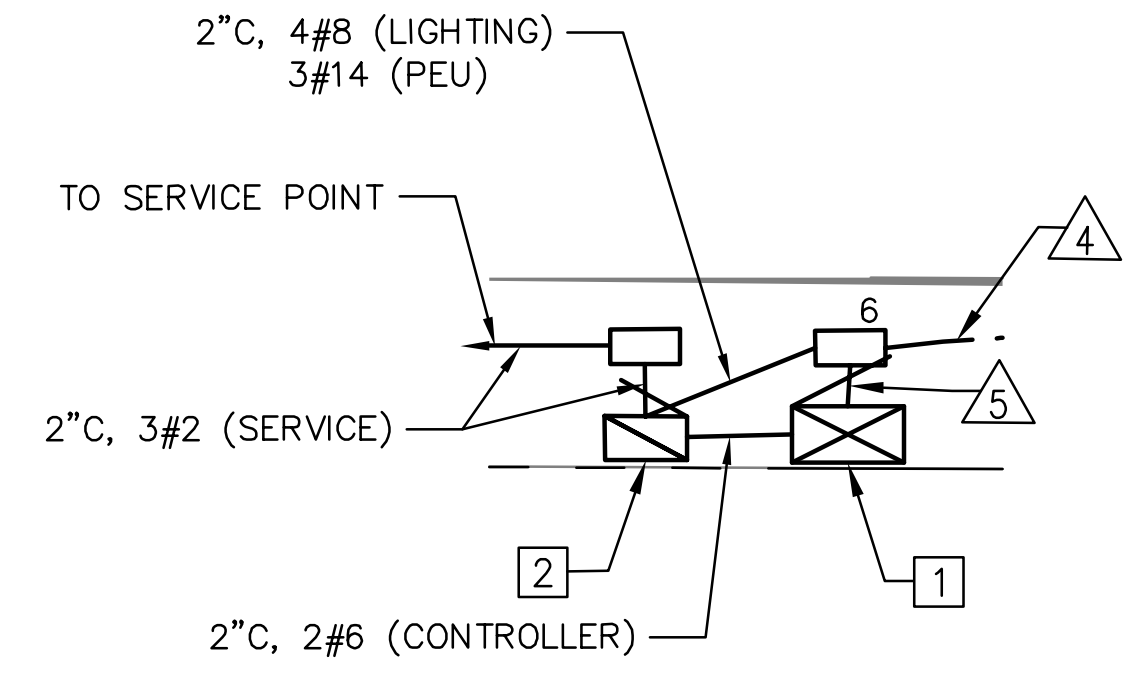 2"C, 4#8 (LIGHTING)
3#14 (PEU)
TO SERVICE POINT
4
6
5
2"C, 3#2 (SERVICE)
2
1
2"C, 2#6 (CONTROLLER)